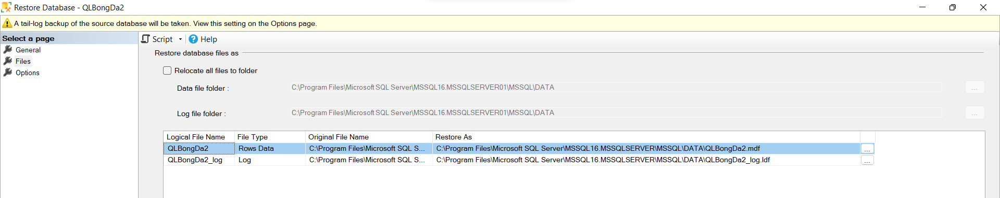 Restore Database - QLBongDa2
A tail-log backup of the source database will be taken. View this setting on the Options page.
Select a page
General
Files
Options
Script Help
Restore database files as
Relocate all files to folder
Data file folder : C:\Program Files\Microsoft SQL Server\MSSQL16.MSSQLSERVER01\MSSQL\DATA ...
Log file folder : C:\Program Files\Microsoft SQL Server\MSSQL16.MSSQLSERVER01\MSSQL\DATA ...
Logical File Name File Type Original File Name Restore As
QLBongDa2 Rows Data C:\Program Files\Microsoft SQL S... C:\Program Files\Microsoft SQL Server\MSSQL16.MSSQLSERVER\MSSQL\DATA\QLBongDa2.mdf ...
QLBongDa2_log Log C:\Program Files\Microsoft SQL S... C:\Program Files\Microsoft SQL Server\MSSQL16.MSSQLSERVER\MSSQL\DATA\QLBongDa2_log.ldf ...